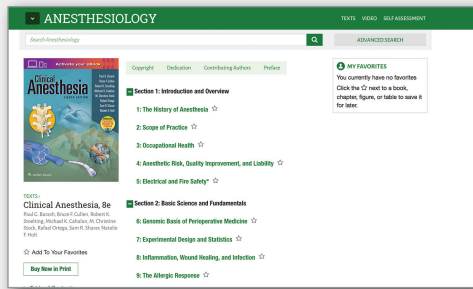 ANESTHESIOLOGY
TEXTS VIDEO SELF ASSESSMENT
Search Anesthesiology
ADVANCED SEARCH
Activate your eBook
Clinical
Anesthesia
Copyright Dedication Contributing Authors Preface
Section 1: Introduction and Overview
1: The History of Anesthesia
2: Scope of Practice
3: Occupational Health
4: Anesthetic Risk, Quality Improvement, and Liability
5: Electrical and Fire Safety*
Section 2: Basic Science and Fundamentals
6: Genomic Basis of Perioperative Medicine
7: Experimental Design and Statistics
8: Inflammation, Wound Healing, and Infection
9: The Allergic Response
MY FAVORITES
You currently have no favorites
Click the ☆ next to a book,
chapter, figure, or table to save it
for later.
TEXTS:
Clinical Anesthesia, 8e
Paul G. Barash, Bruce F. Cullen, Robert K.
Stoelting, Michael K. Cahalan, M. Christine
Stock, Rafael Ortega, Sam R. Sharar, Natalie
F. Holt
Add To Your Favorites
Buy Now in Print